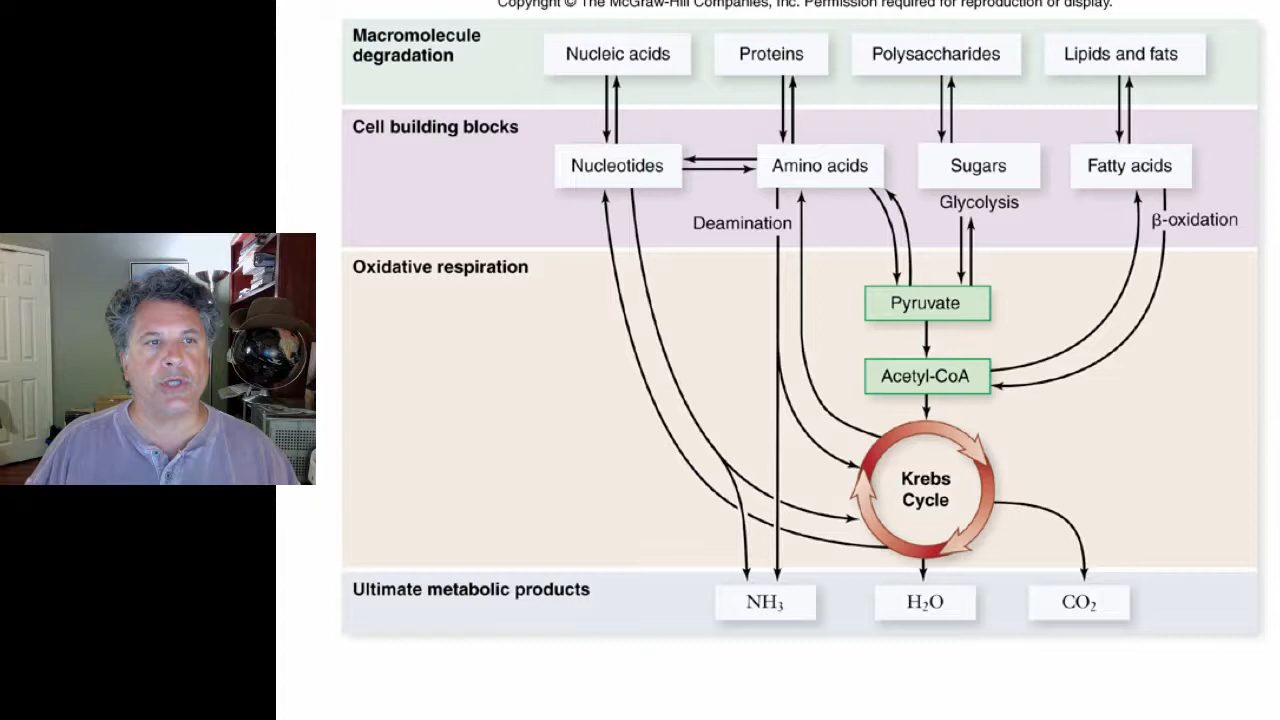 Copyright © The McGraw-Hill Companies, Inc. Permission required for reproduction or display.
Macromolecule
degradation
Nucleic acids
Proteins
Polysaccharides
Lipids and fats
Cell building blocks
Nucleotides
Amino acids
Sugars
Fatty acids
Deamination
Glycolysis
β-oxidation
Oxidative respiration
Pyruvate
Acetyl-CoA
Krebs
Cycle
Ultimate metabolic products
NH₃
H₂O
CO₂